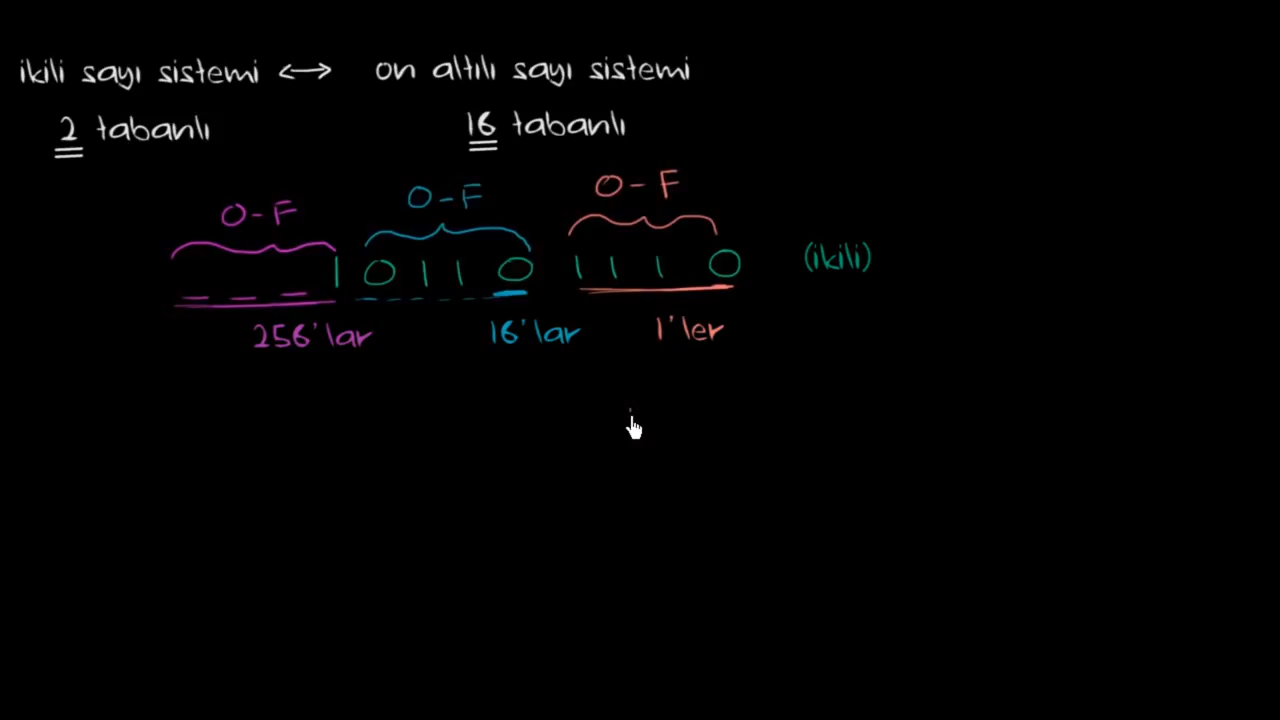 ikili sayı sistemi <-> on altılı sayı sistemi
2 tabanlı 16 tabanlı
0-F 0-F 0-F
1 0 1 1 0 1 1 1 0 (ikili)
256'lar 16'lar 1'ler